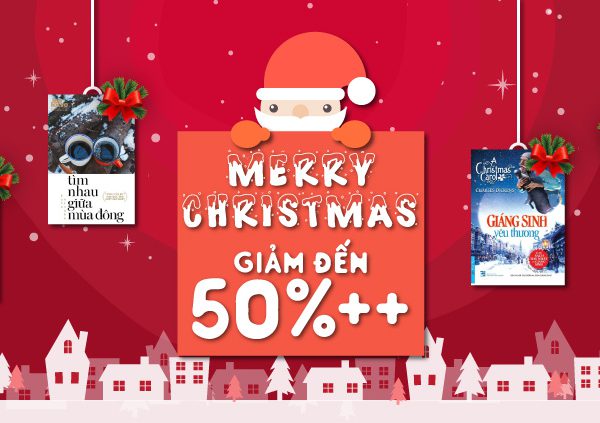 MERRY
CHRISTMAS
GIẢM ĐẾN
50%++
tìm
nhau
giữa
mùa đông
A
Christmas
Carol
CHARLES DICKENS
GIÁNG SINH
yêu thương